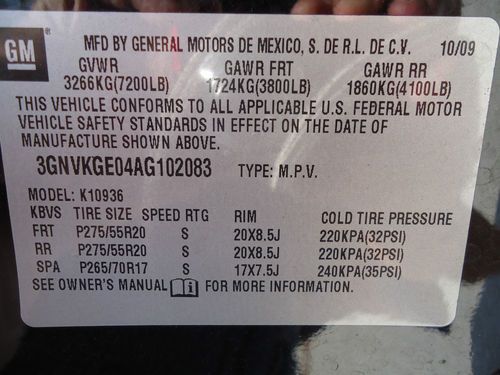 GM
MFD BY GENERAL MOTORS DE MEXICO, S. DE R.L. DE C.V. 10/09
GVWR GAWR FRT GAWR RR
3266KG(7200LB) 1724KG(3800LB) 1860KG(4100LB)
THIS VEHICLE CONFORMS TO ALL APPLICABLE U.S. FEDERAL MOTOR
VEHICLE SAFETY STANDARDS IN EFFECT ON THE DATE OF
MANUFACTURE SHOWN ABOVE.
3GNVKGE04AG102083 TYPE: M.P.V.
MODEL: K10936
KBVS TIRE SIZE SPEED RTG RIM COLD TIRE PRESSURE
FRT P275/55R20 S 20X8.5J 220KPA(32PSI)
RR P275/55R20 S 20X8.5J 220KPA(32PSI)
SPA P265/70R17 S 17X7.5J 240KPA(35PSI)
SEE OWNER'S MANUAL i FOR MORE INFORMATION.